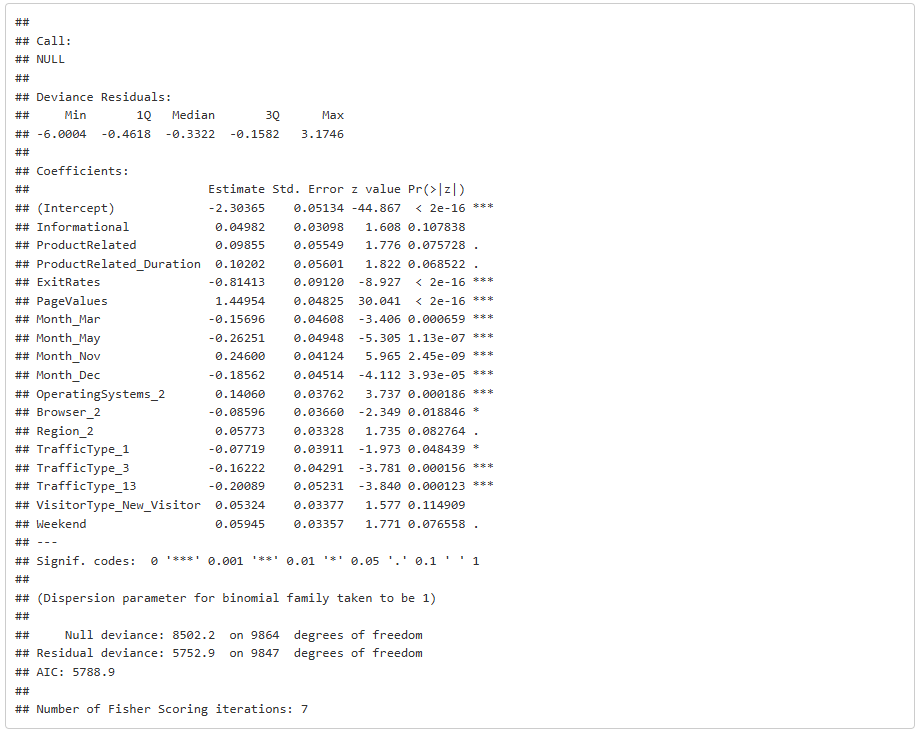 ##
## Call:
## NULL
##
## Deviance Residuals:
##     Min       1Q   Median       3Q      Max
## -6.0004  -0.4618  -0.3322  -0.1582   3.1746
##
## Coefficients:
##                         Estimate Std. Error z value Pr(>|z|)
## (Intercept)             -2.30365    0.05134 -44.867  < 2e-16 ***
## Informational            0.04982    0.03098   1.608 0.107838
## ProductRelated           0.09855    0.05549   1.776 0.075728 .
## ProductRelated_Duration  0.10202    0.05601   1.822 0.068522 .
## ExitRates               -0.81413    0.09120  -8.927  < 2e-16 ***
## PageValues               1.44954    0.04825  30.041  < 2e-16 ***
## Month_Mar               -0.15696    0.04608  -3.406 0.000659 ***
## Month_May               -0.26251    0.04948  -5.305 1.13e-07 ***
## Month_Nov                0.24600    0.04124   5.965 2.45e-09 ***
## Month_Dec               -0.18562    0.04514  -4.112 3.93e-05 ***
## OperatingSystems_2       0.14060    0.03762   3.737 0.000186 ***
## Browser_2               -0.08596    0.03660  -2.349 0.018846 *
## Region_2                 0.05773    0.03328   1.735 0.082764 .
## TrafficType_1           -0.07719    0.03911  -1.973 0.048439 *
## TrafficType_3           -0.16222    0.04291  -3.781 0.000156 ***
## TrafficType_13          -0.20089    0.05231  -3.840 0.000123 ***
## VisitorType_New_Visitor  0.05324    0.03377   1.577 0.114909
## Weekend                  0.05945    0.03357   1.771 0.076558 .
## ---
## Signif. codes:  0 '***' 0.001 '**' 0.01 '*' 0.05 '.' 0.1 ' ' 1
##
## (Dispersion parameter for binomial family taken to be 1)
##
##     Null deviance: 8502.2  on 9864  degrees of freedom
## Residual deviance: 5752.9  on 9847  degrees of freedom
## AIC: 5788.9
##
## Number of Fisher Scoring iterations: 7